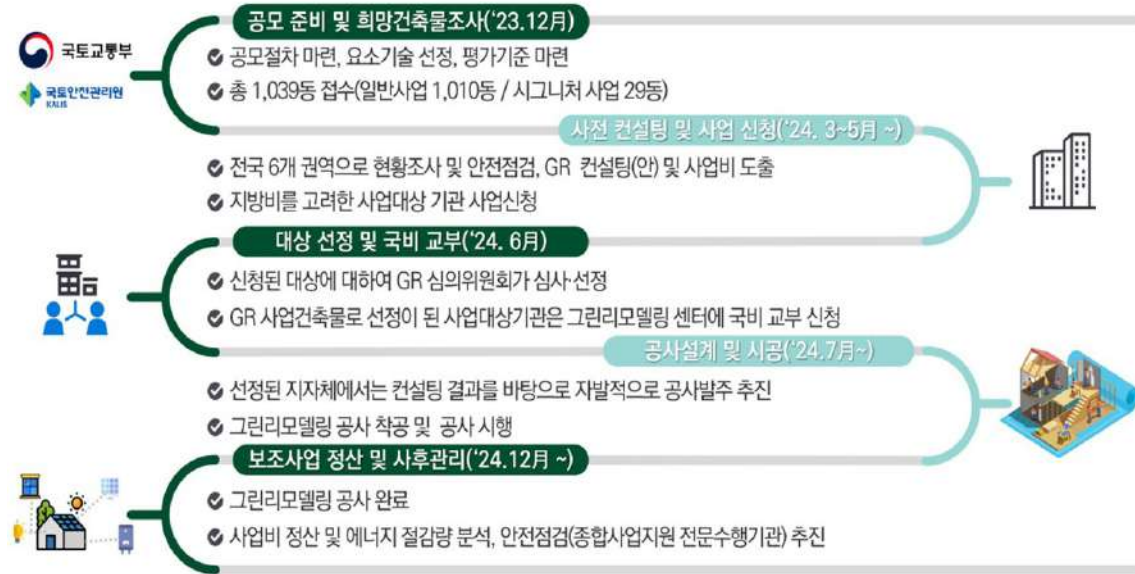 공모 준비 및 희망건축물조사('23.12月)
국토교통부
국토안전관리원
KALIS
공모절차 마련, 요소기술 선정, 평가기준 마련
총 1,039동 접수(일반사업 1,010동 / 시그니처 사업 29동)
사전 컨설팅 및 사업 신청('24. 3~5月 ~)
전국 6개 권역으로 현황조사 및 안전점검, GR 컨설팅(안) 및 사업비 도출
지방비를 고려한 사업대상 기관 사업신청
대상 선정 및 국비 교부('24. 6月)
신청된 대상에 대하여 GR 심의위원회가 심사·선정
GR 사업건축물로 선정이 된 사업대상기관은 그린리모델링 센터에 국비 교부 신청
공사설계 및 시공('24.7月~)
선정된 지자체에서는 컨설팅 결과를 바탕으로 자발적으로 공사발주 추진
그린리모델링 공사 착공 및 공사 시행
보조사업 정산 및 사후관리('24.12月 ~)
그린리모델링 공사 완료
사업비 정산 및 에너지 절감량 분석, 안전점검(종합사업지원 전문수행기관) 추진